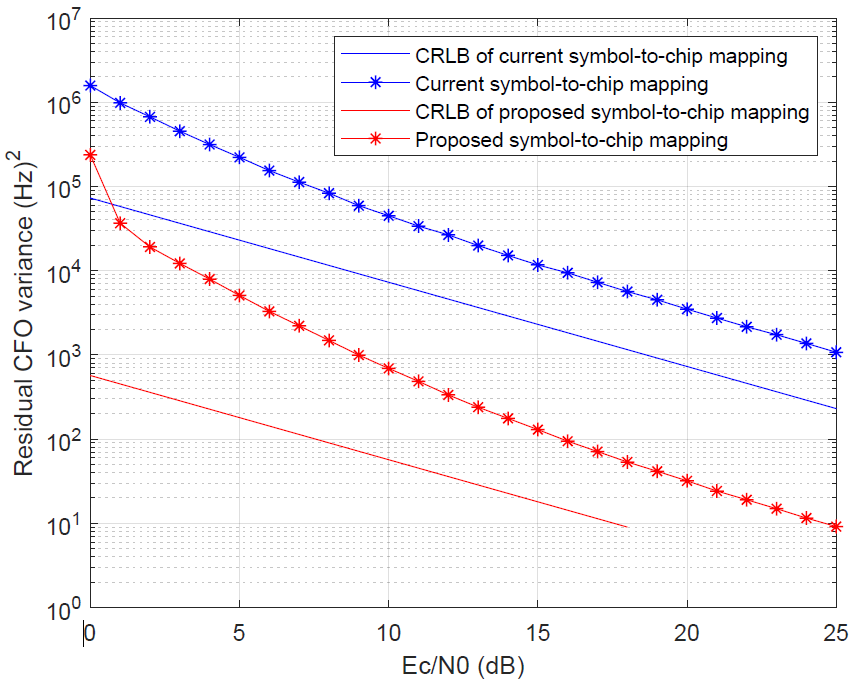 10^7
10^6
10^5
10^4
10^3
10^2
10^1
10^0
Residual CFO variance (Hz)^2
CRLB of current symbol-to-chip mapping
Current symbol-to-chip mapping
CRLB of proposed symbol-to-chip mapping
Proposed symbol-to-chip mapping
0 5 10 15 20 25
Ec/N0 (dB)